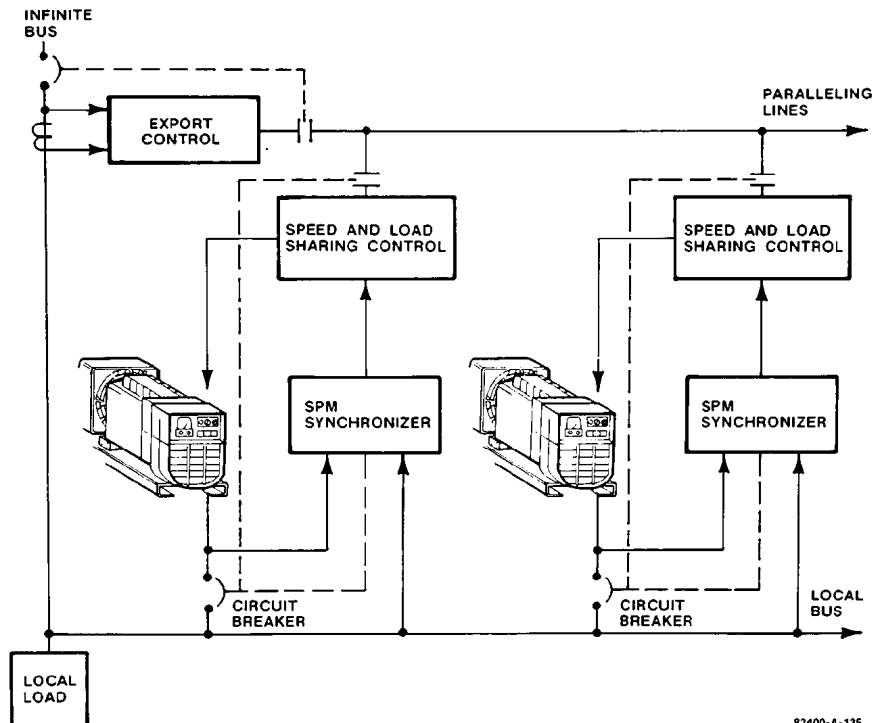 INFINITE
BUS
EXPORT
CONTROL
PARALLELING
LINES
SPEED AND LOAD
SHARING CONTROL
SPEED AND LOAD
SHARING CONTROL
SPM
SYNCHRONIZER
SPM
SYNCHRONIZER
CIRCUIT
BREAKER
CIRCUIT
BREAKER
LOCAL
BUS
LOCAL
LOAD
82400-A-135